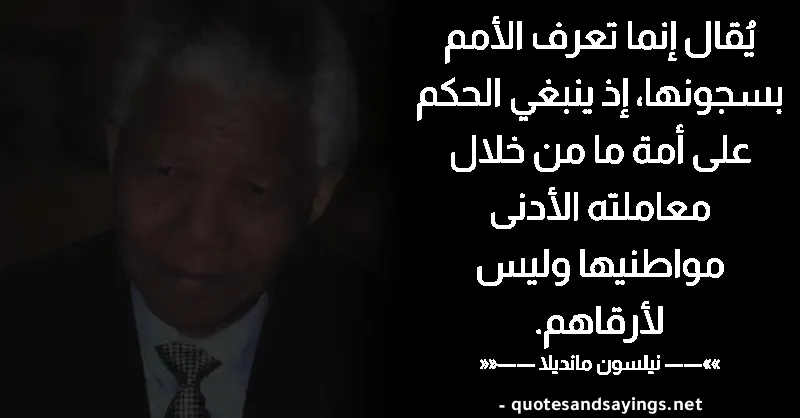 يُقال إنما تعرف الأمم
بسجونها، إذ ينبغي الحكم
على أمة ما من خلال
معاملته الأدنى
مواطنيها وليس
لأرقاهم.
»»—— نيلسون مانديلا ——««
- quotesandsayings.net